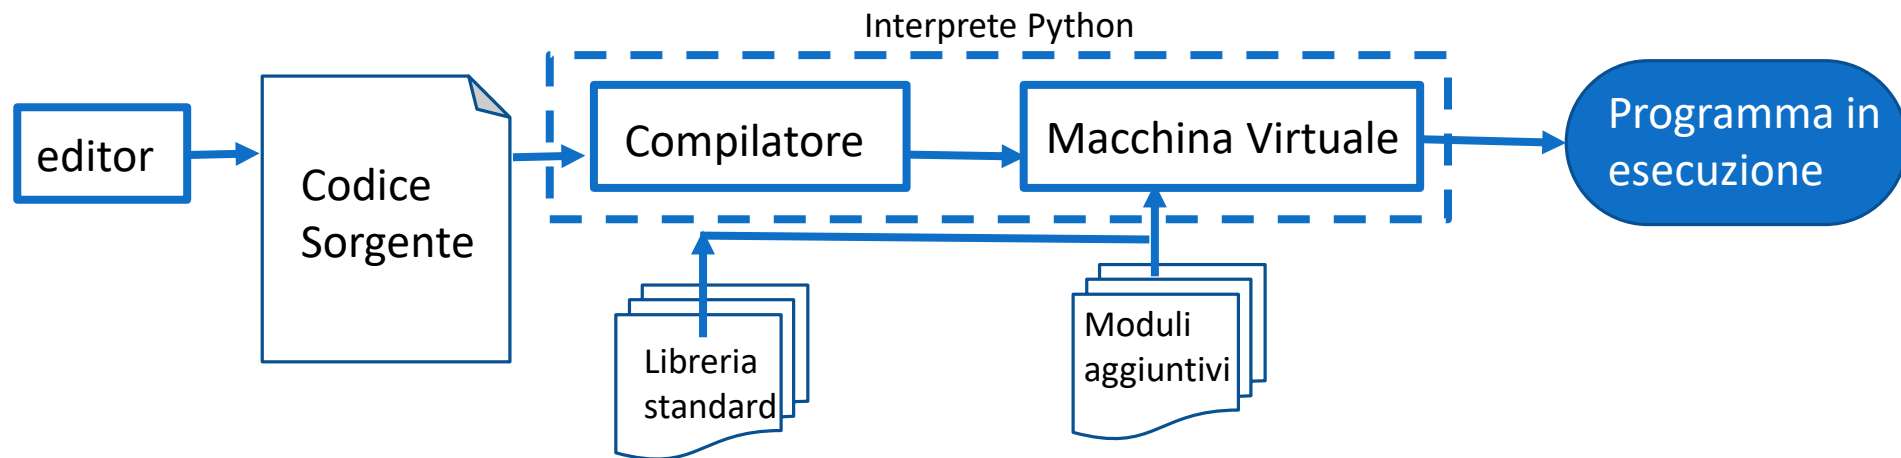 Interprete Python
editor
Codice
Sorgente
Compilatore
Macchina Virtuale
Programma in
esecuzione
Libreria
standard
Moduli
aggiuntivi